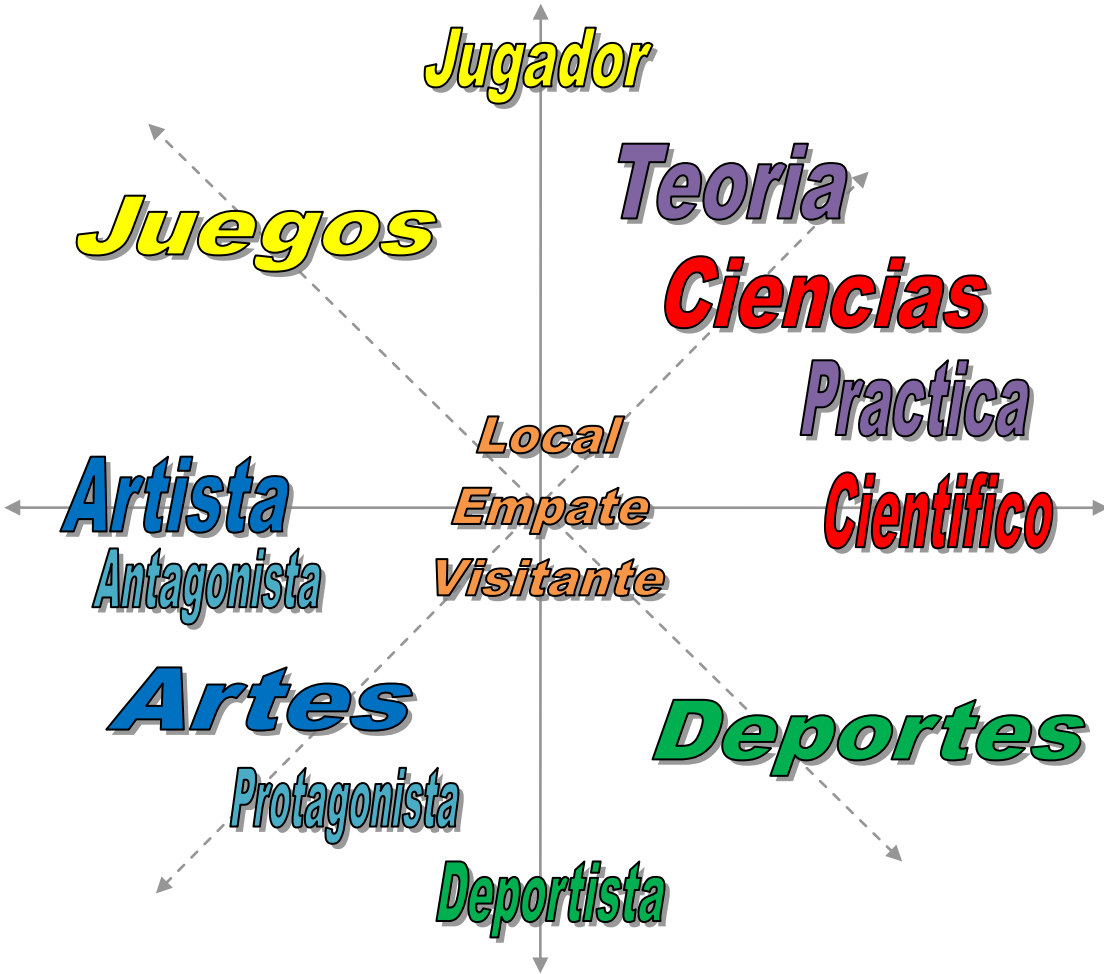 Jugador
Teoria
Juegos
Ciencias
Practica
Local
Artista
Empate
Cientifico
Antagonista
Visitante
Artes
Deportes
Protagonista
Deportista